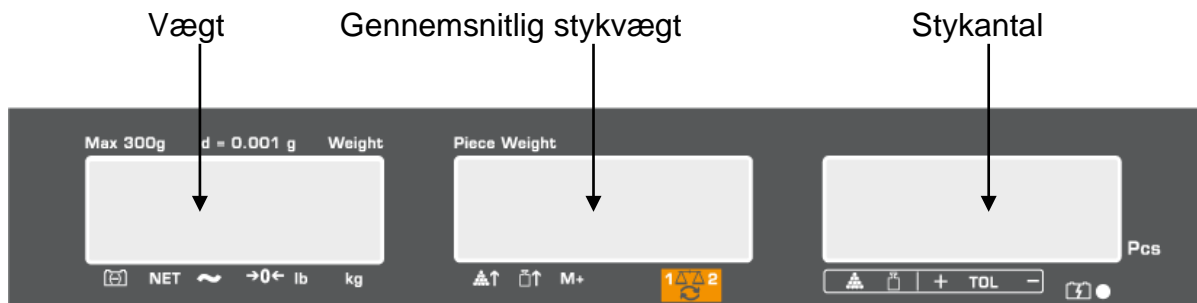 Vægt Gennemsnitlig stykvægt Stykantal
Max 300g d = 0.001 g Weight Piece Weight
Pcs
NET ~ →0← lb kg M+ 1 2 + TOL −